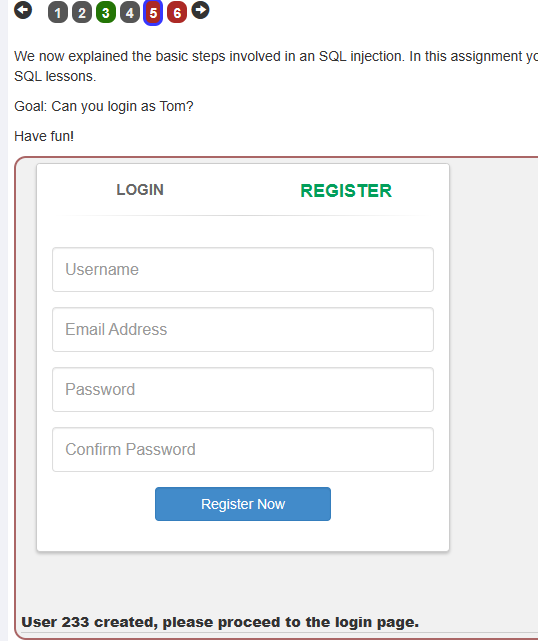 1 2 3 4 5 6
We now explained the basic steps involved in an SQL injection. In this assignment yo
SQL lessons.
Goal: Can you login as Tom?
Have fun!
LOGIN REGISTER
Username
Email Address
Password
Confirm Password
Register Now
User 233 created, please proceed to the login page.